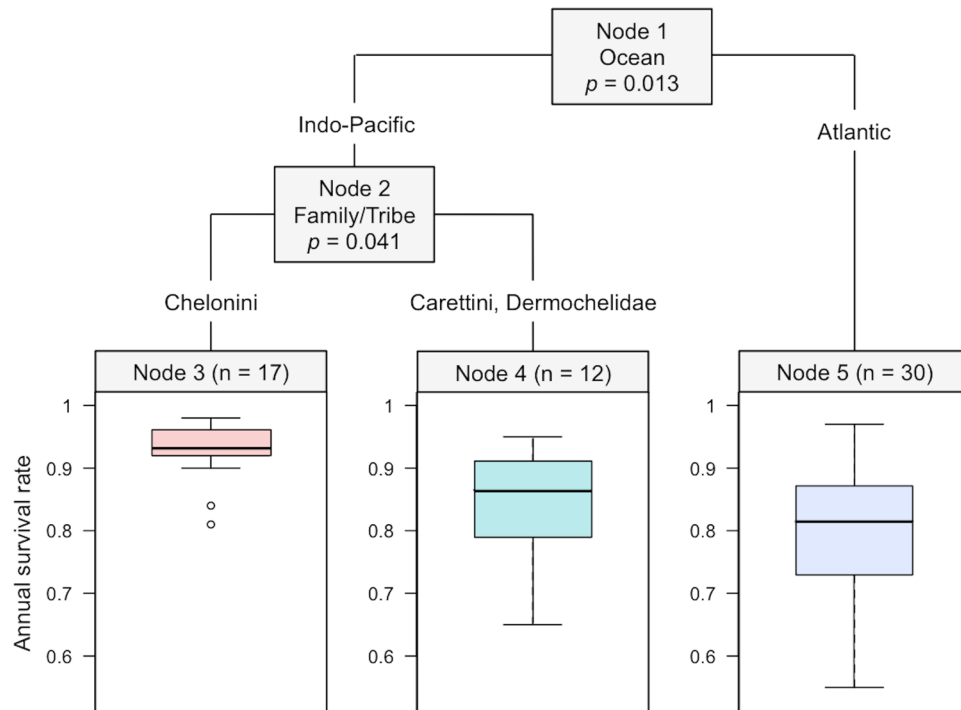 Node 1
Ocean
p = 0.013
Indo-Pacific
Atlantic
Node 2
Family/Tribe
p = 0.041
Chelonini
Carettini, Dermochelidae
Node 3 (n = 17)
Node 4 (n = 12)
Node 5 (n = 30)
Annual survival rate
1
0.9
0.8
0.7
0.6
1
0.9
0.8
0.7
0.6
1
0.9
0.8
0.7
0.6